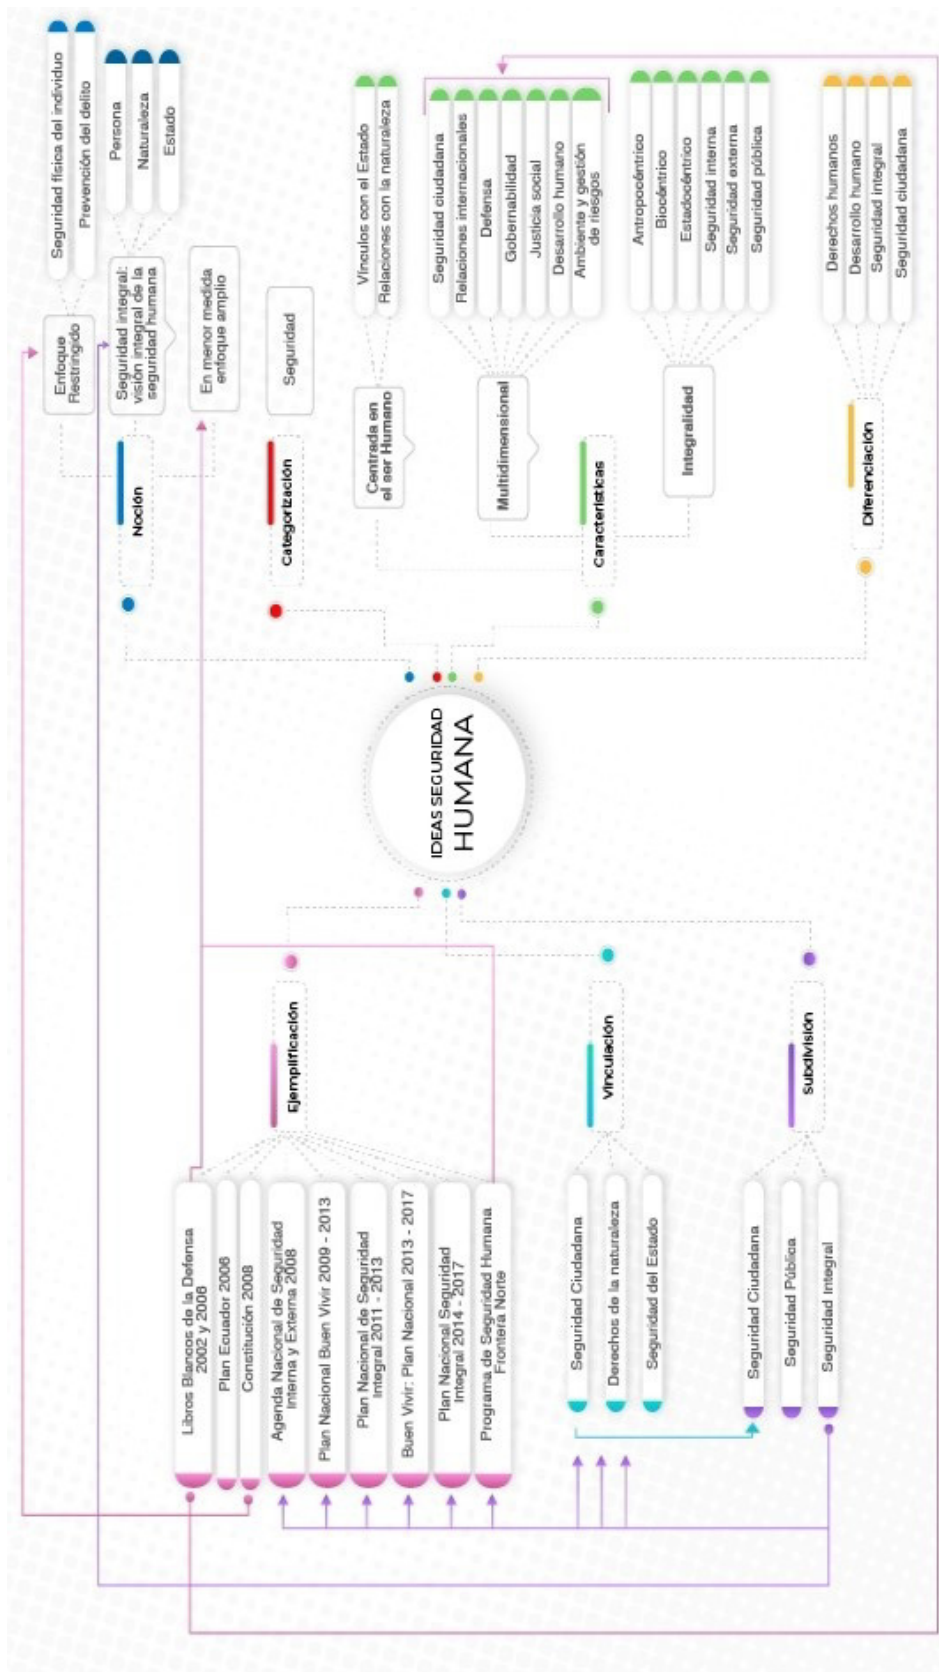 IDEAS SEGURIDAD
HUMANA
Ejemplificación
Libros Blancos de la Defensa
2002 y 2006
Plan Ecuador 2006
Constitución 2008
Agenda Nacional de Seguridad
Interna y Externa 2008
Plan Nacional Buen Vivir 2009 - 2013
Plan Nacional de Seguridad
Integral 2011 - 2013
Buen Vivir: Plan Nacional 2013 - 2017
Plan Nacional Seguridad
Integral 2014 - 2017
Programa de Seguridad Humana
Frontera Norte
Vinculación
Seguridad Ciudadana
Derechos de la naturaleza
Seguridad del Estado
Subdivisión
Seguridad Ciudadana
Seguridad Pública
Seguridad Integral
Noción
Enfoque
Restringido
Seguridad física del individuo
Prevención del delito
Seguridad integral:
visión integral de la
seguridad humana
Persona
Naturaleza
Estado
En menor medida
enfoque amplio
Categorización
Seguridad
Características
Centrada en
el ser Humano
Vínculos con el Estado
Relaciones con la naturaleza
Multidimensional
Seguridad ciudadana
Relaciones internacionales
Defensa
Gobernabilidad
Justicia social
Desarrollo humano
Ambiente y gestión
de riesgos
Integralidad
Antropocéntrico
Biocéntrico
Estadocéntrico
Seguridad interna
Seguridad externa
Seguridad pública
Diferenciación
Derechos humanos
Desarrollo humano
Seguridad integral
Seguridad ciudadana